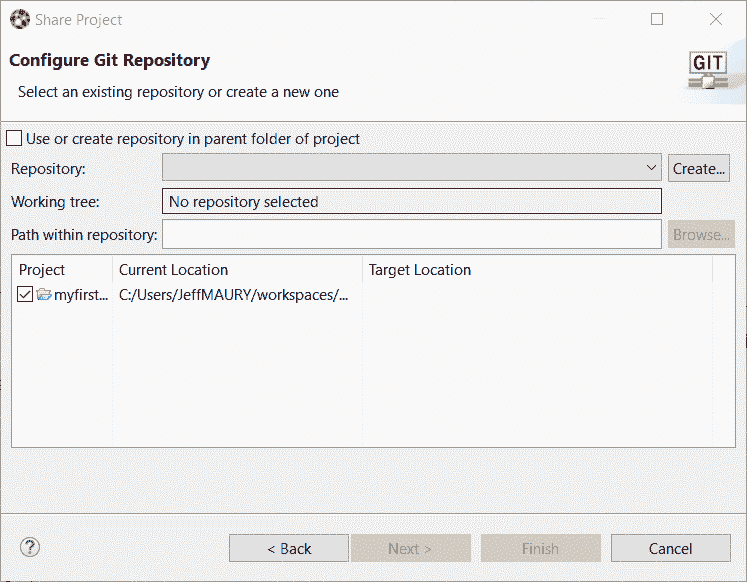 Share Project
Configure Git Repository
GIT
Select an existing repository or create a new one
Use or create repository in parent folder of project
Repository: Create...
Working tree: No repository selected
Path within repository: Browse...
Project Current Location Target Location
myfirst... C:/Users/JeffMAURY/workspaces/...
? < Back Next > Finish Cancel